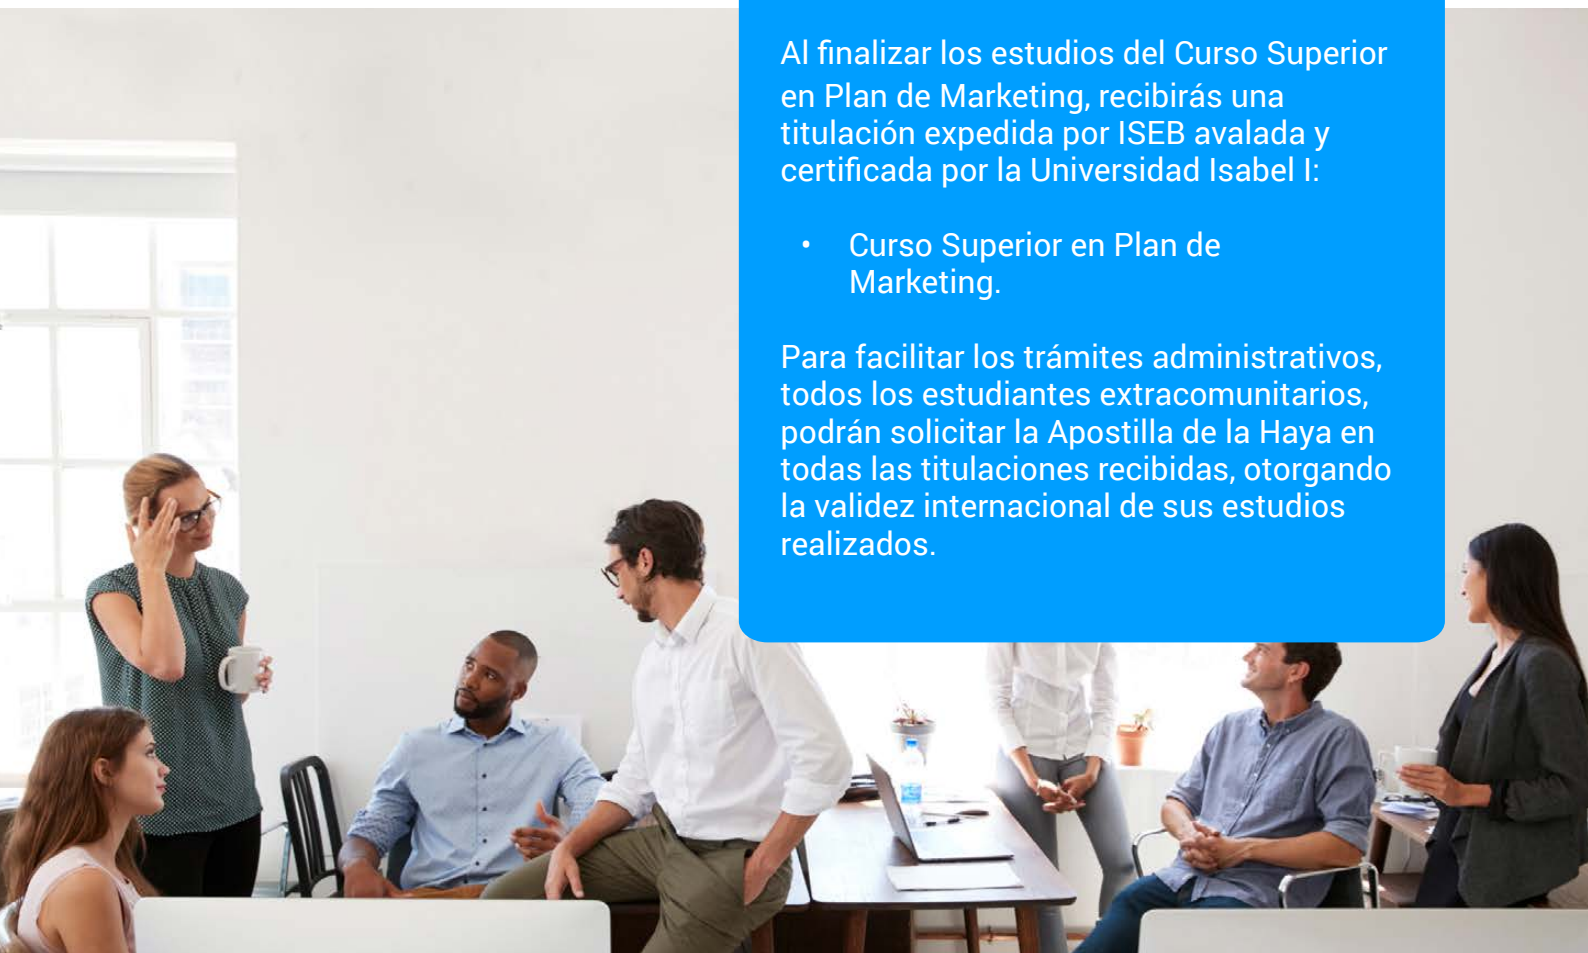 Al finalizar los estudios del Curso Superior
en Plan de Marketing, recibirás una
titulación expedida por ISEB avalada y
certificada por la Universidad Isabel I:
• Curso Superior en Plan de
Marketing.
Para facilitar los trámites administrativos,
todos los estudiantes extracomunitarios,
podrán solicitar la Apostilla de la Haya en
todas las titulaciones recibidas, otorgando
la validez internacional de sus estudios
realizados.